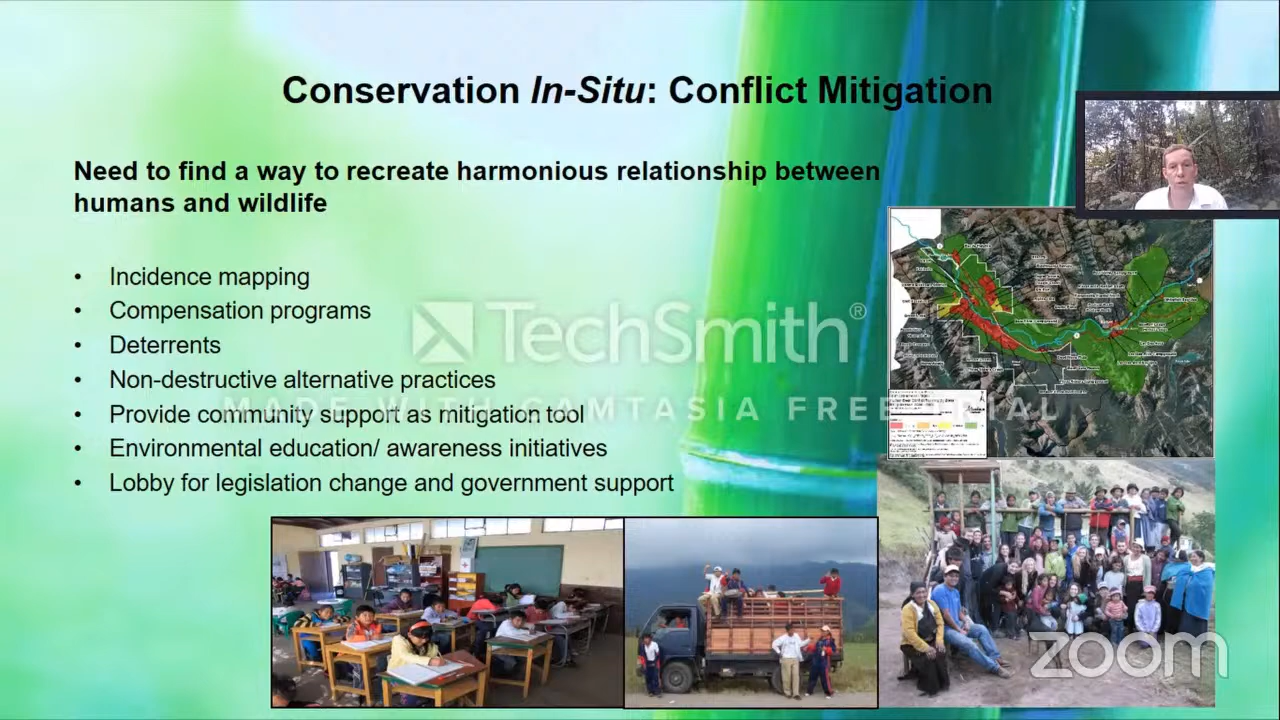 Conservation In-Situ: Conflict Mitigation
Need to find a way to recreate harmonious relationship between
humans and wildlife
• Incidence mapping
• Compensation programs
• Deterrents
• Non-destructive alternative practices
• Provide community support as mitigation tool
• Environmental education/ awareness initiatives
• Lobby for legislation change and government support
TechSmith®
MADE WITH CAMTASIA FREE TRIAL
zoom